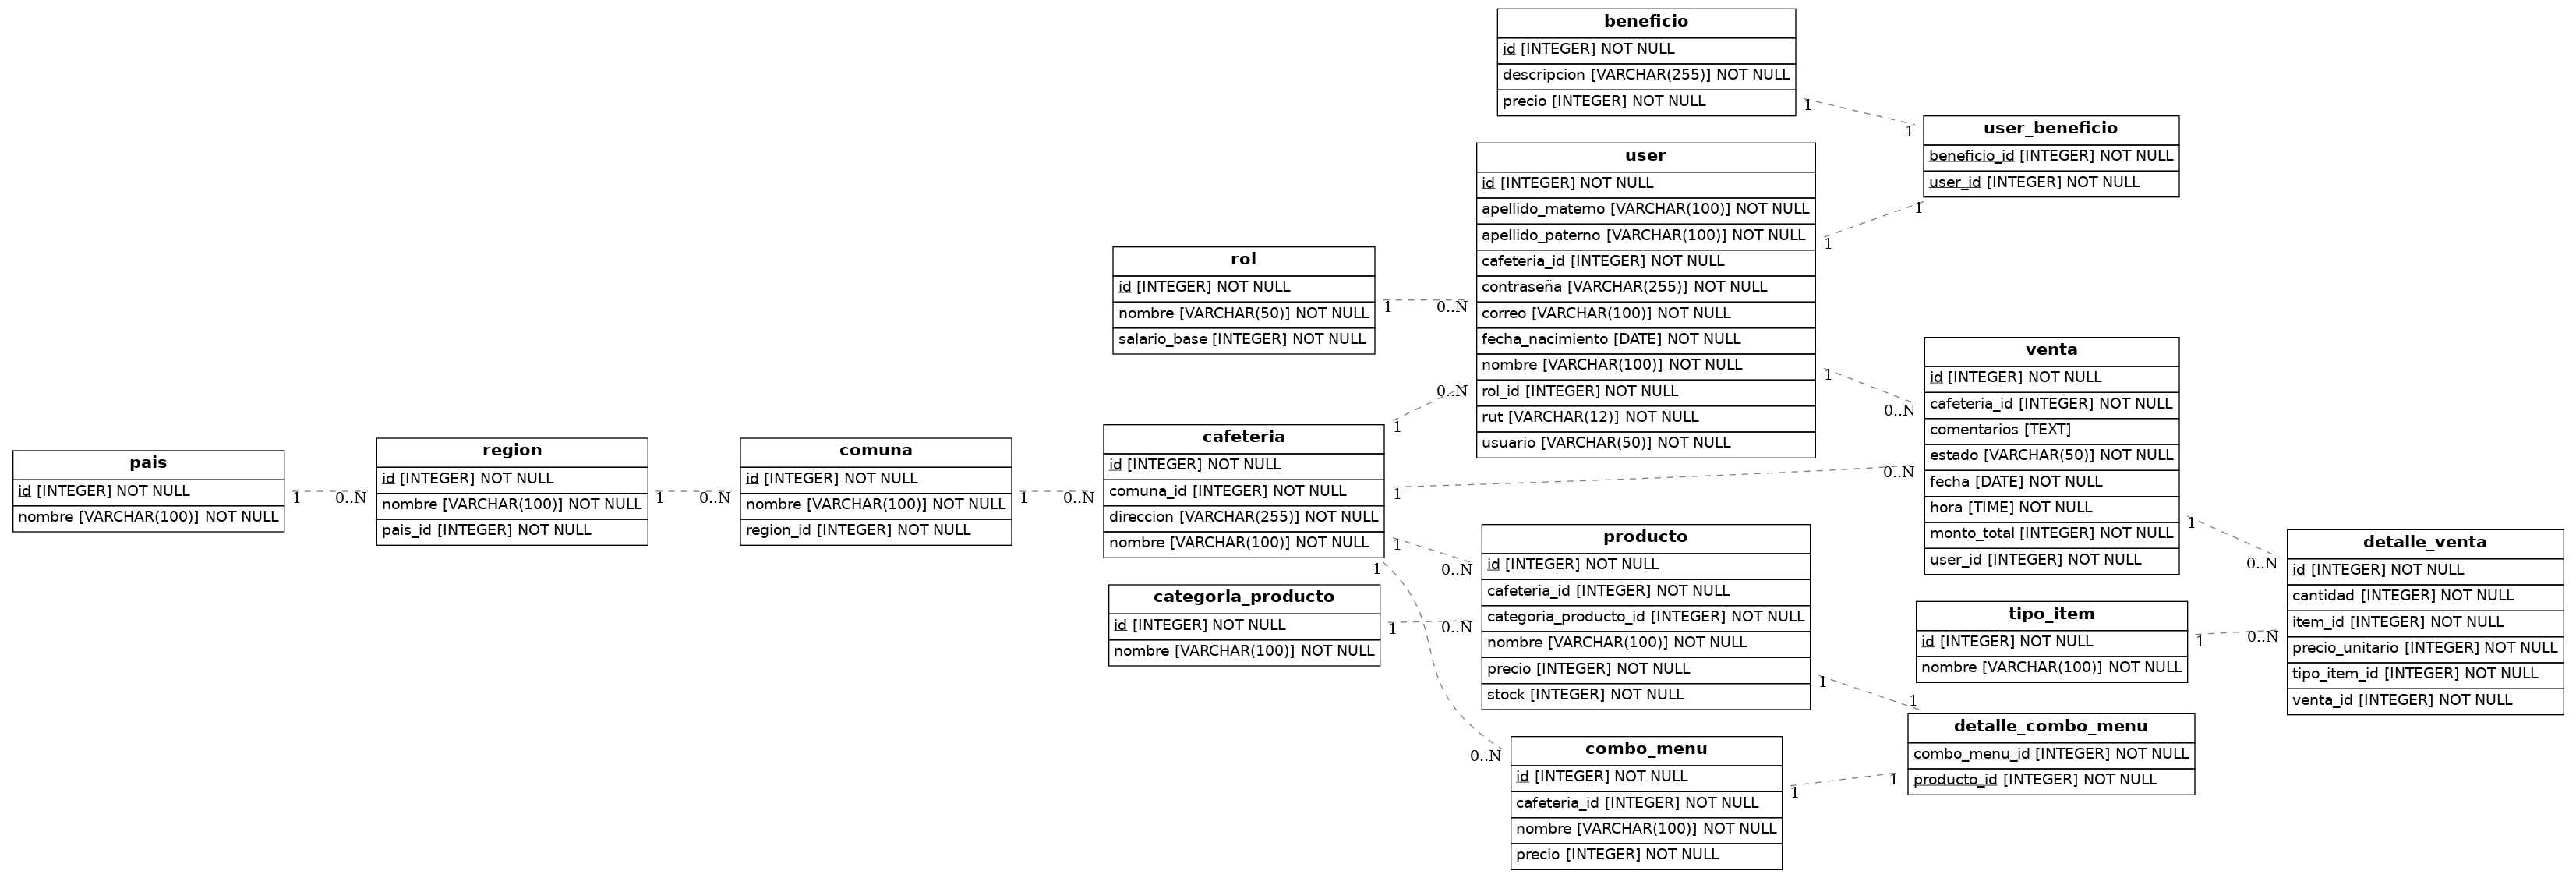 beneficio
id [INTEGER] NOT NULL
descripcion [VARCHAR(255)] NOT NULL
precio [INTEGER] NOT NULL
1
1
user_beneficio
beneficio_id [INTEGER] NOT NULL
user_id [INTEGER] NOT NULL
user
id [INTEGER] NOT NULL
apellido_materno [VARCHAR(100)] NOT NULL
apellido_paterno [VARCHAR(100)] NOT NULL
cafeteria_id [INTEGER] NOT NULL
contraseña [VARCHAR(255)] NOT NULL
correo [VARCHAR(100)] NOT NULL
fecha_nacimiento [DATE] NOT NULL
nombre [VARCHAR(100)] NOT NULL
rol_id [INTEGER] NOT NULL
rut [VARCHAR(12)] NOT NULL
usuario [VARCHAR(50)] NOT NULL
1
1
rol
id [INTEGER] NOT NULL
nombre [VARCHAR(50)] NOT NULL
salario_base [INTEGER] NOT NULL
1
0..N
venta
id [INTEGER] NOT NULL
cafeteria_id [INTEGER] NOT NULL
comentarios [TEXT]
estado [VARCHAR(50)] NOT NULL
fecha [DATE] NOT NULL
hora [TIME] NOT NULL
monto_total [INTEGER] NOT NULL
user_id [INTEGER] NOT NULL
1
0..N
pais
id [INTEGER] NOT NULL
nombre [VARCHAR(100)] NOT NULL
1
0..N
region
id [INTEGER] NOT NULL
nombre [VARCHAR(100)] NOT NULL
pais_id [INTEGER] NOT NULL
1
0..N
comuna
id [INTEGER] NOT NULL
nombre [VARCHAR(100)] NOT NULL
region_id [INTEGER] NOT NULL
1
0..N
cafeteria
id [INTEGER] NOT NULL
comuna_id [INTEGER] NOT NULL
direccion [VARCHAR(255)] NOT NULL
nombre [VARCHAR(100)] NOT NULL
1
0..N
1
0..N
1
0..N
1
0..N
categoria_producto
id [INTEGER] NOT NULL
nombre [VARCHAR(100)] NOT NULL
1
0..N
producto
id [INTEGER] NOT NULL
cafeteria_id [INTEGER] NOT NULL
categoria_producto_id [INTEGER] NOT NULL
nombre [VARCHAR(100)] NOT NULL
precio [INTEGER] NOT NULL
stock [INTEGER] NOT NULL
1
1
combo_menu
id [INTEGER] NOT NULL
cafeteria_id [INTEGER] NOT NULL
nombre [VARCHAR(100)] NOT NULL
precio [INTEGER] NOT NULL
1
1
detalle_combo_menu
combo_menu_id [INTEGER] NOT NULL
producto_id [INTEGER] NOT NULL
tipo_item
id [INTEGER] NOT NULL
nombre [VARCHAR(100)] NOT NULL
1
0..N
1
0..N
detalle_venta
id [INTEGER] NOT NULL
cantidad [INTEGER] NOT NULL
item_id [INTEGER] NOT NULL
precio_unitario [INTEGER] NOT NULL
tipo_item_id [INTEGER] NOT NULL
venta_id [INTEGER] NOT NULL